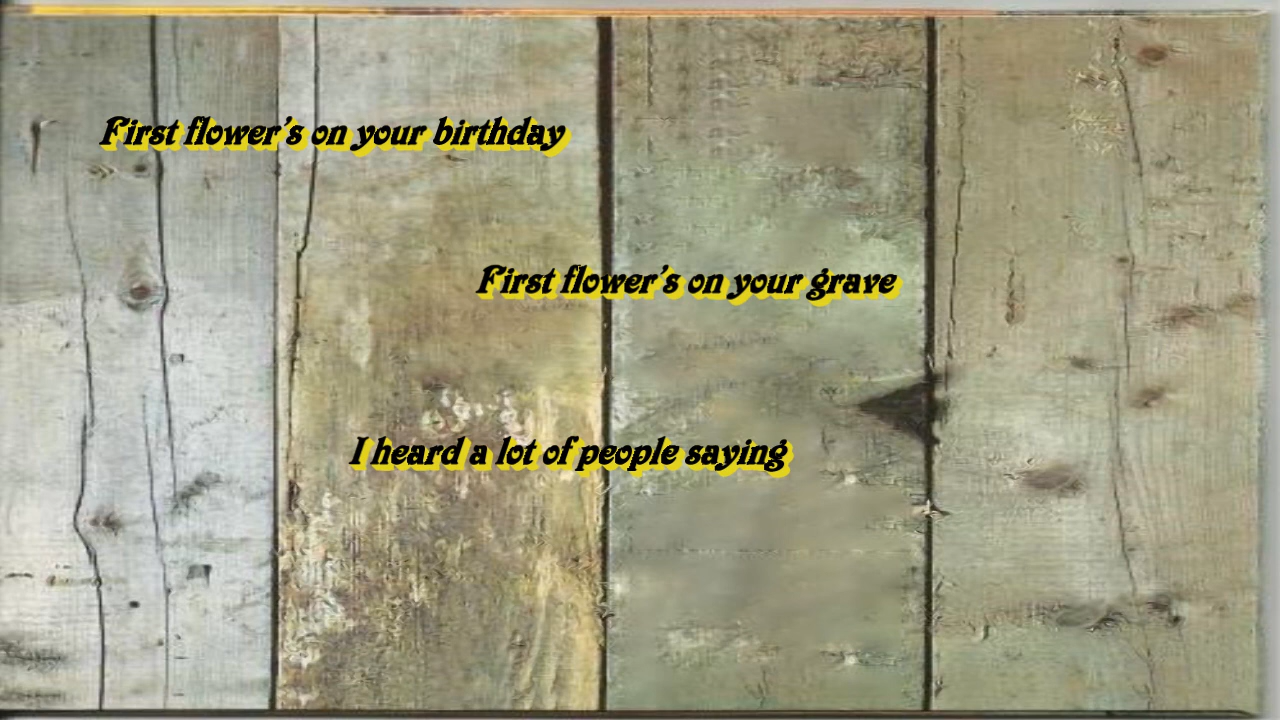 First flower's on your birthday
First flower's on your grave
I heard a lot of people saying